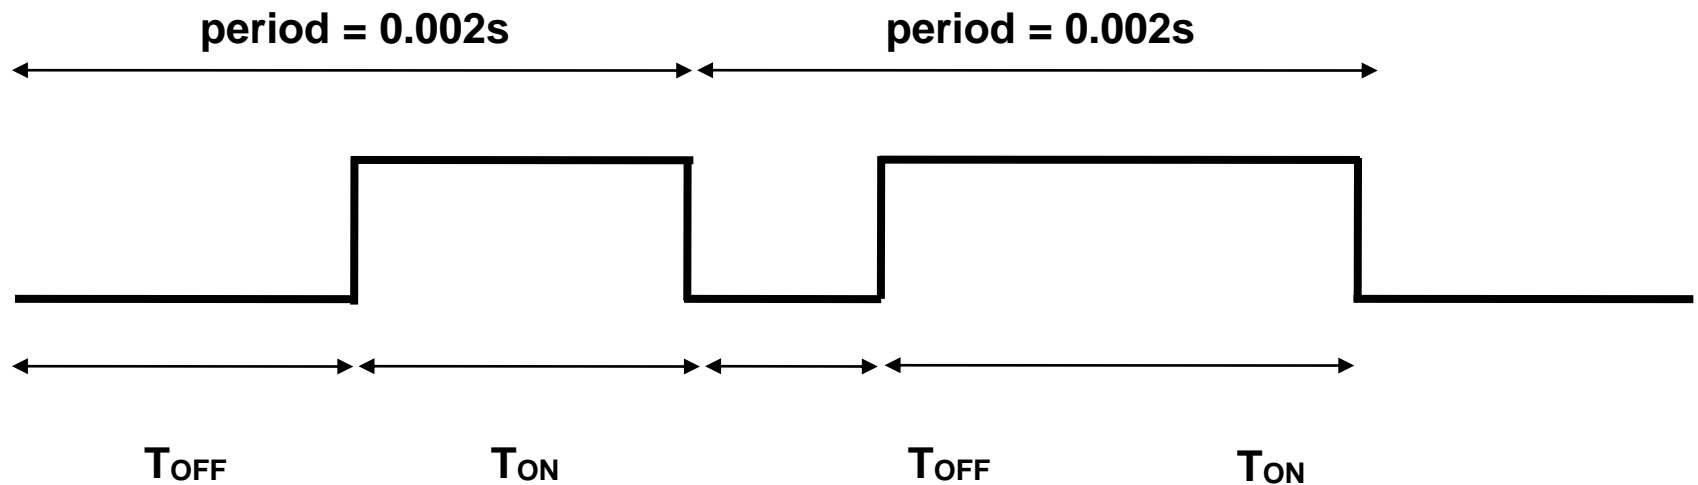 period = 0.002s period = 0.002s
TOFF TON TOFF TON